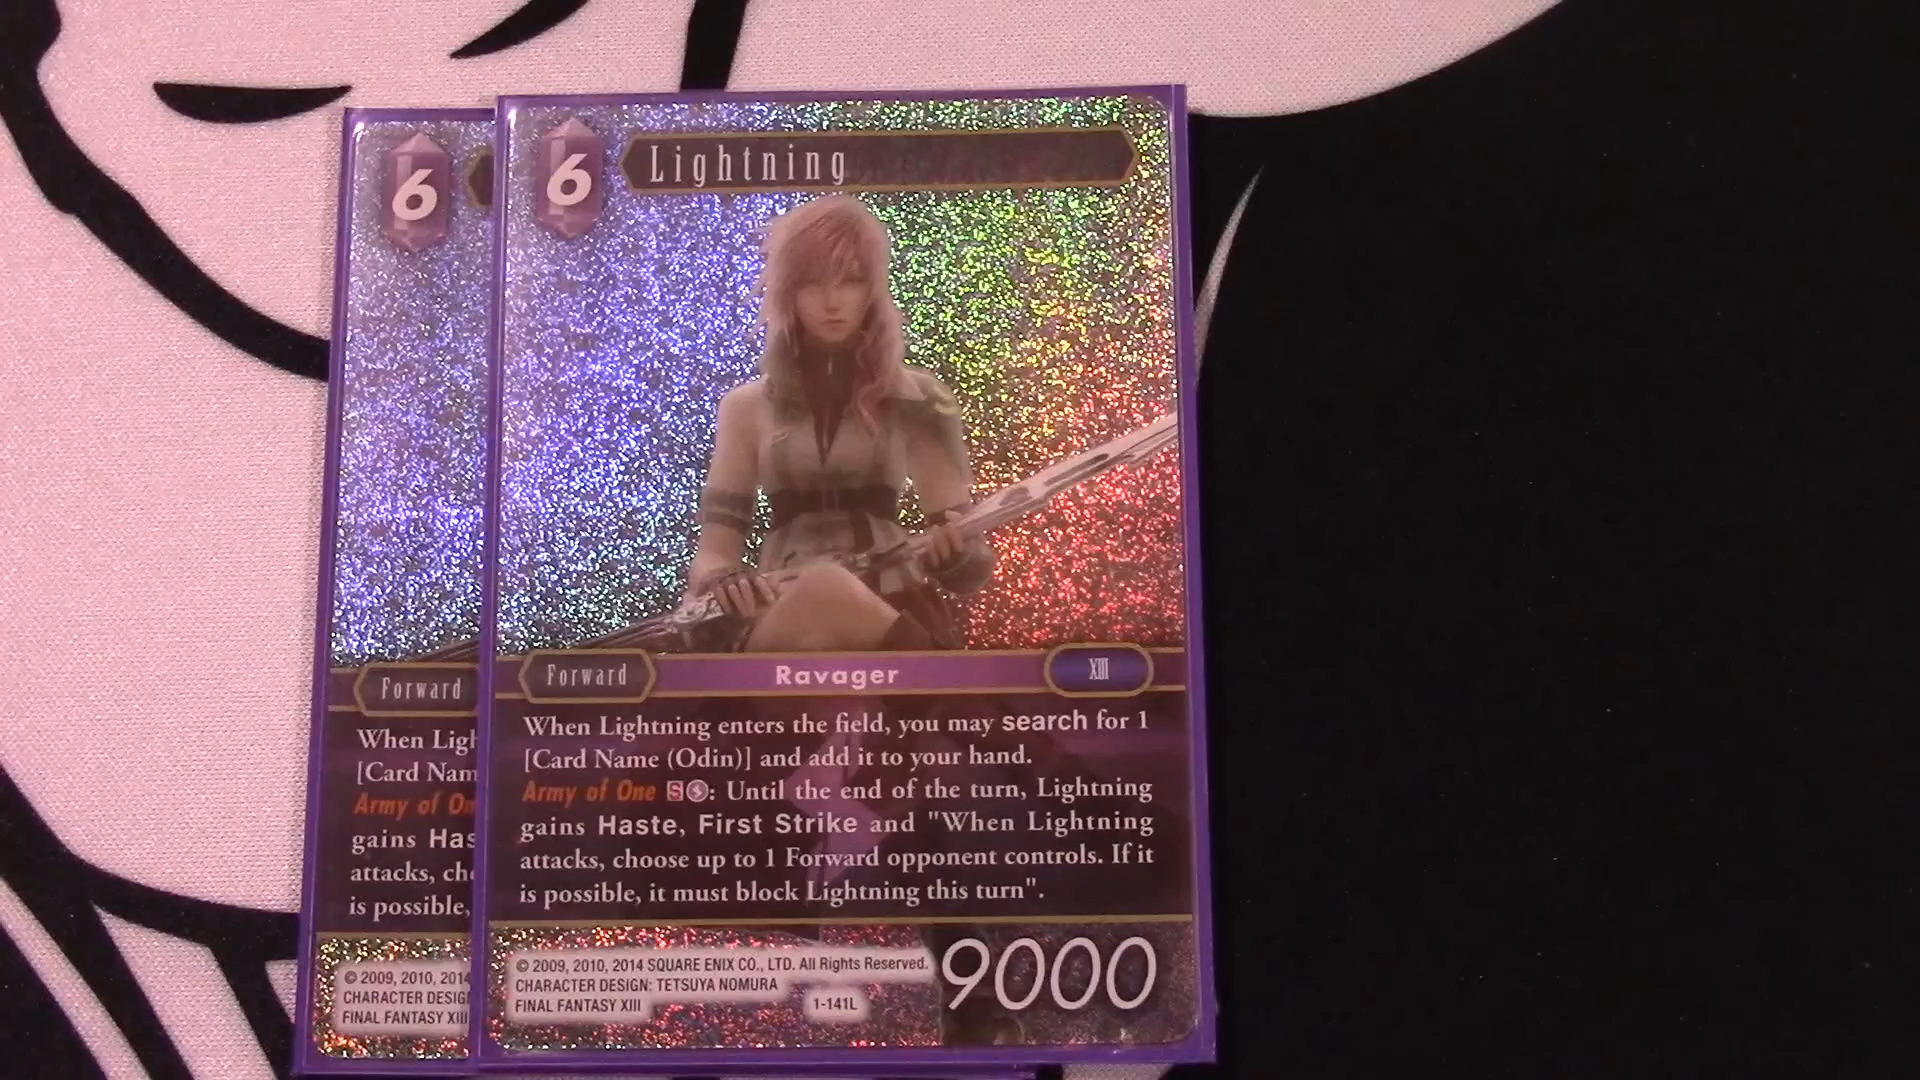 6
Forward
When Ligh
[Card Nam
Army of On
gains Has
attacks, ch
is possible,
© 2009, 2010, 2014
CHARACTER DESIG
FINAL FANTASY XIII
6
Lightning
Forward
Ravager
XIII
When Lightning enters the field, you may search for 1
[Card Name (Odin)] and add it to your hand.
Army of One S: Until the end of the turn, Lightning
gains Haste, First Strike and "When Lightning
attacks, choose up to 1 Forward opponent controls. If it
is possible, it must block Lightning this turn".
© 2009, 2010, 2014 SQUARE ENIX CO., LTD. All Rights Reserved.
CHARACTER DESIGN: TETSUYA NOMURA
FINAL FANTASY XIII
1-141L
9000